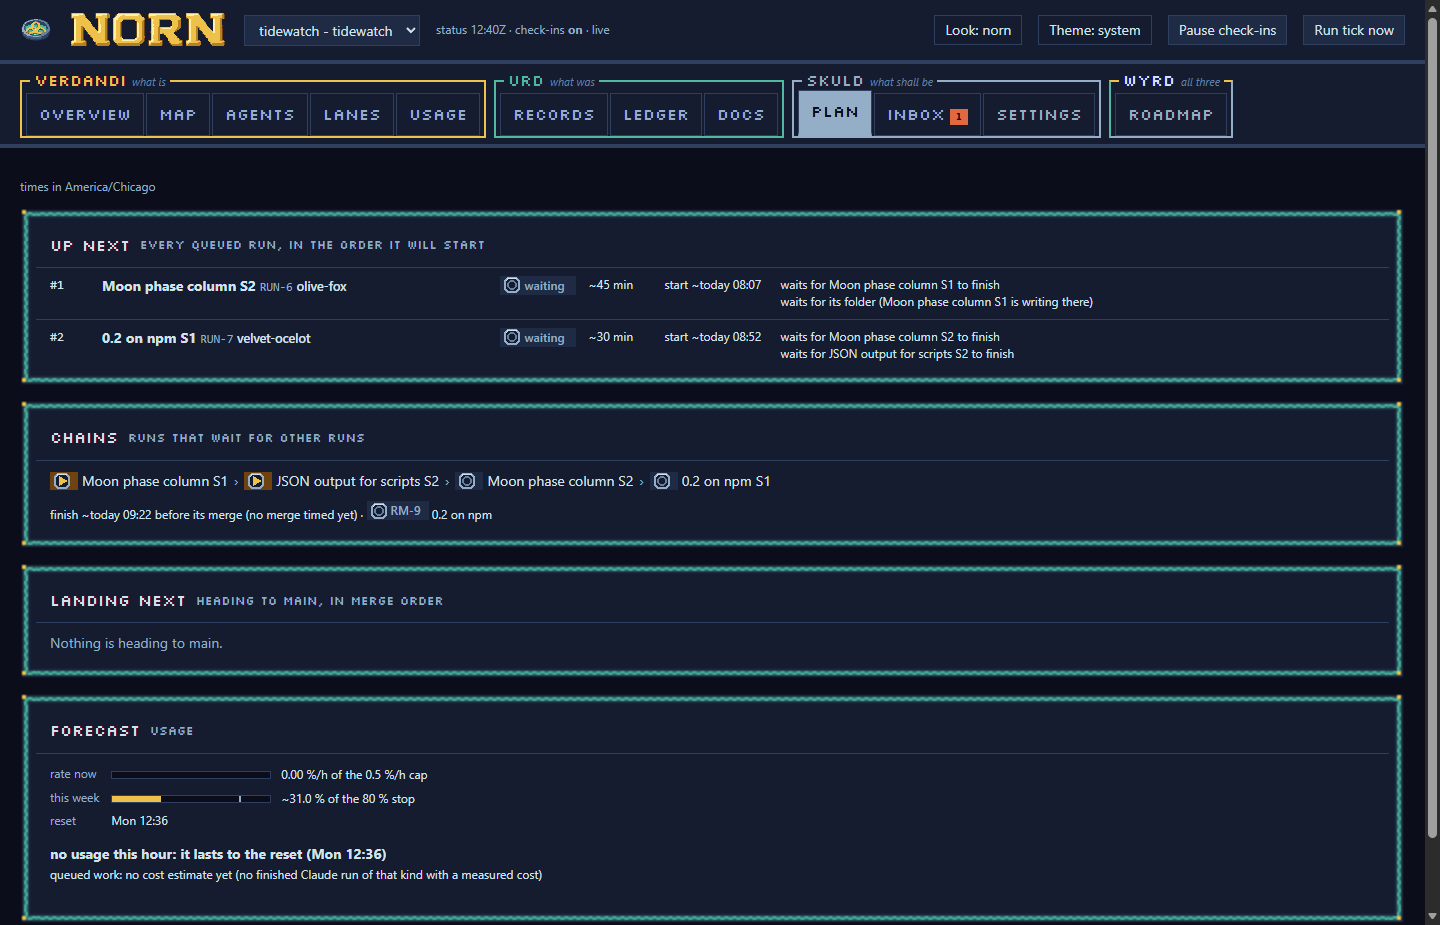 NORN
tidewatch - tidewatch
status 12:40Z · check-ins on · live
Look: norn
Theme: system
Pause check-ins
Run tick now
VERDANDI what is
URD what was
SKULD what shall be
WYRD all three
OVERVIEW
MAP
AGENTS
LANES
USAGE
RECORDS
LEDGER
DOCS
PLAN
INBOX 1
SETTINGS
ROADMAP
times in America/Chicago
UP NEXT EVERY QUEUED RUN, IN THE ORDER IT WILL START
#1 Moon phase column S2 RUN-6 olive-fox waiting ~45 min start ~today 08:07 waits for Moon phase column S1 to finish
waits for its folder (Moon phase column S1 is writing there)
#2 0.2 on npm S1 RUN-7 velvet-ocelot waiting ~30 min start ~today 08:52 waits for Moon phase column S2 to finish
waits for JSON output for scripts S2 to finish
CHAINS RUNS THAT WAIT FOR OTHER RUNS
Moon phase column S1 › JSON output for scripts S2 › Moon phase column S2 › 0.2 on npm S1
finish ~today 09:22 before its merge (no merge timed yet) · RM-9 0.2 on npm
LANDING NEXT HEADING TO MAIN, IN MERGE ORDER
Nothing is heading to main.
FORECAST USAGE
rate now 0.00 %/h of the 0.5 %/h cap
this week ~31.0 % of the 80 % stop
reset Mon 12:36
no usage this hour: it lasts to the reset (Mon 12:36)
queued work: no cost estimate yet (no finished Claude run of that kind with a measured cost)